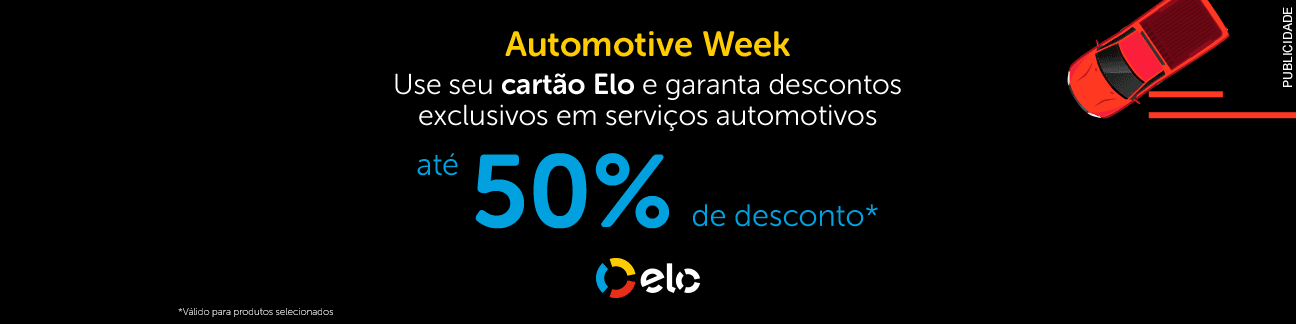 Automotive Week
Use seu cartão Elo e garanta descontos
exclusivos em serviços automotivos
até 50% de desconto*
elo
*Válido para produtos selecionados
PUBLICIDADE